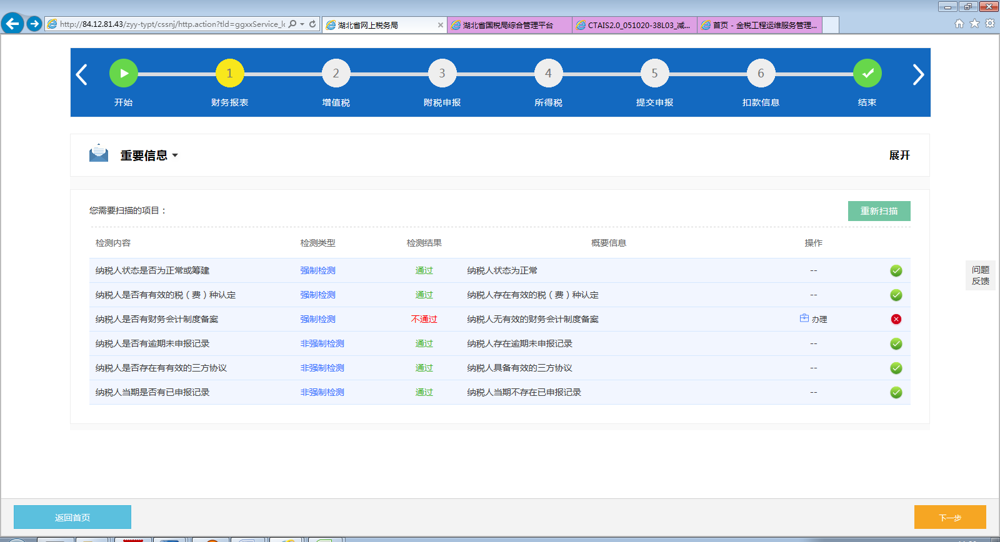 http://84.12.81.43/zyy-typt/cssnj/http.action?tld=ggxxService_lc
湖北省网上税务局
湖北省国税局综合管理平台
CTAIS2.0_051020-38L03_减...
首页 - 金税工程运维服务管理...
1 2 3 4 5 6
开始 财务报表 增值税 附税申报 所得税 提交申报 扣款信息 结束
重要信息 展开
您需要扫描的项目： 重新扫描
检测内容 检测类型 检测结果 概要信息 操作
纳税人状态是否为正常或筹建 强制检测 通过 纳税人状态为正常 --
纳税人是否有有效的税（费）种认定 强制检测 通过 纳税人存在有效的税（费）种认定 --
纳税人是否有财务会计制度备案 强制检测 不通过 纳税人无有效的财务会计制度备案 办理
纳税人是否有逾期未申报记录 非强制检测 通过 纳税人存在逾期未申报记录 --
纳税人是否存在有有效的三方协议 非强制检测 通过 纳税人具备有效的三方协议 --
纳税人当期是否有已申报记录 非强制检测 通过 纳税人当期不存在已申报记录 --
问题
反馈
返回首页 下一步